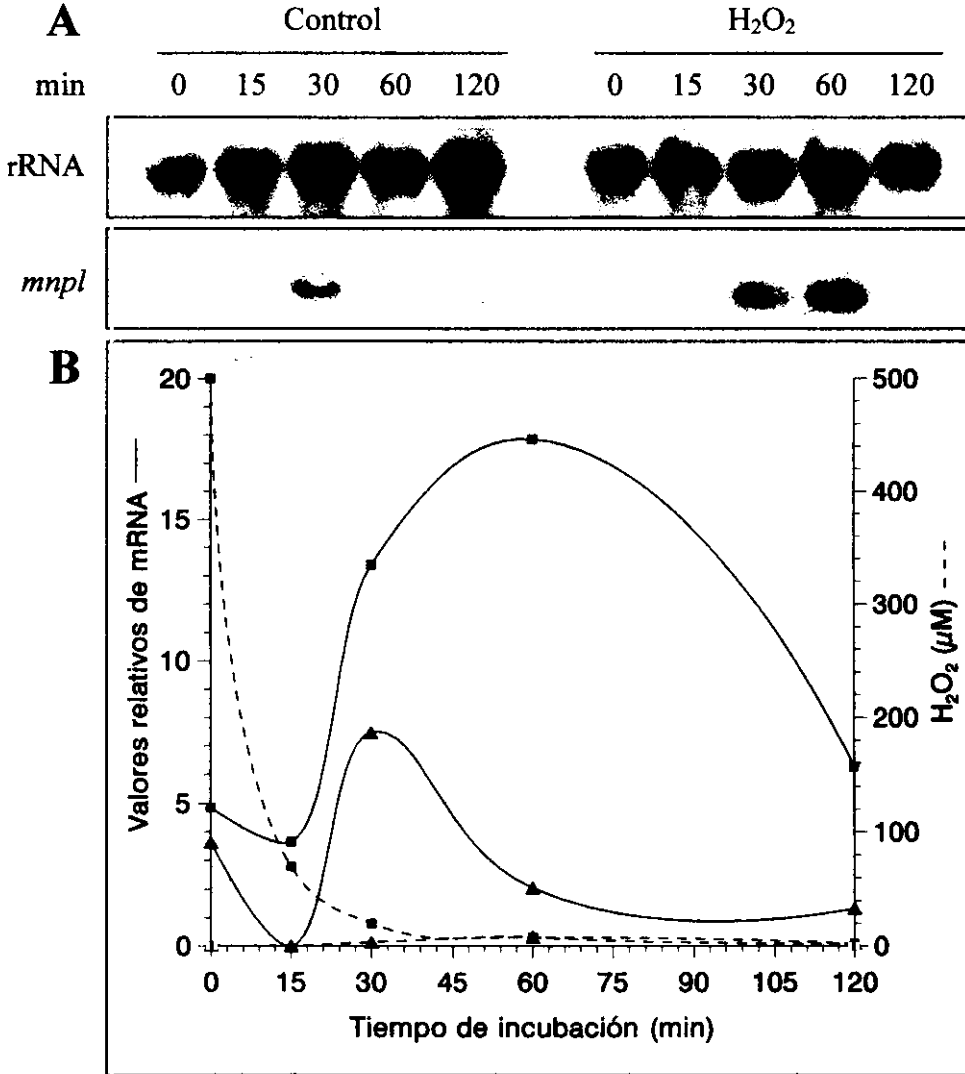 A
Control
H₂O₂
min 0 15 30 60 120 0 15 30 60 120
rRNA
mnpl
B
20
15
10
5
0
Valores relativos de mRNA
500
400
300
200
100
0
H₂O₂ (µM)
0 15 30 45 60 75 90 105 120
Tiempo de incubación (min)